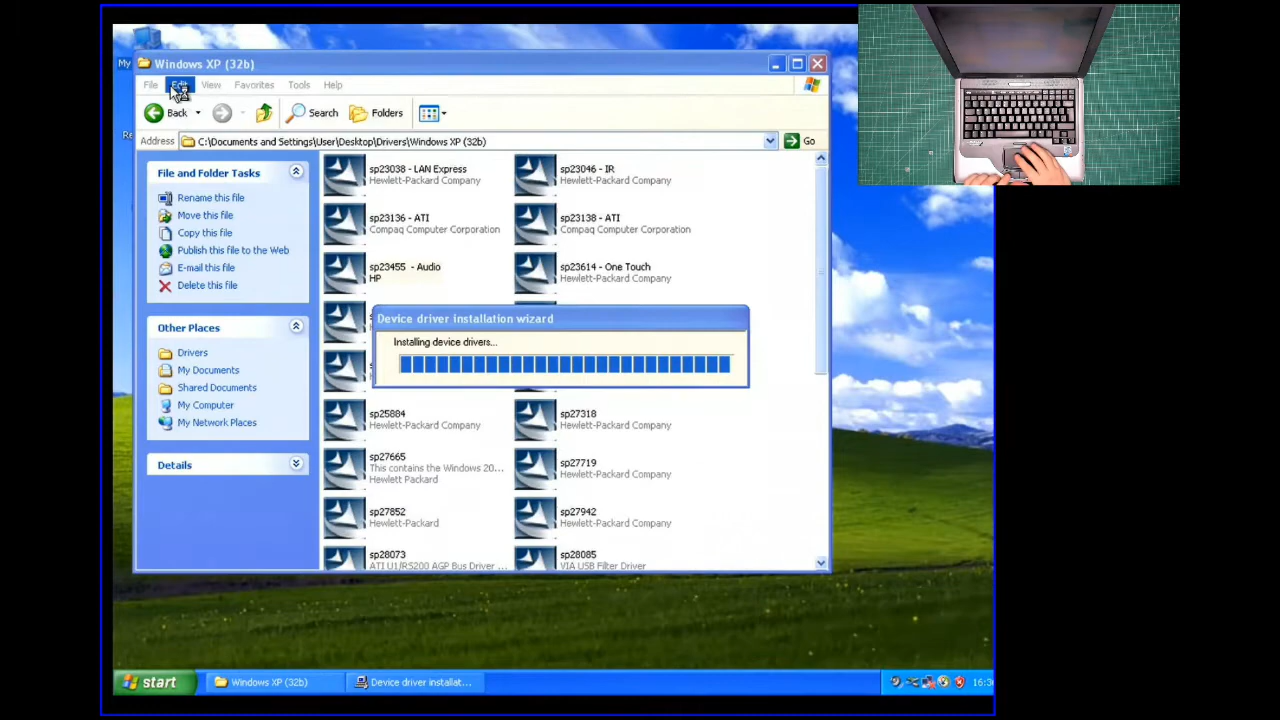 My
Windows XP (32b)
File Edit View Favorites Tools Help
Back Search Folders
Address C:\Documents and Settings\User\Desktop\Drivers\Windows XP (32b) Go
File and Folder Tasks
Rename this file
Move this file
Copy this file
Publish this file to the Web
E-mail this file
Delete this file
Other Places
Drivers
My Documents
Shared Documents
My Computer
My Network Places
Details
sp23038 - LAN Express
Hewlett-Packard Company
sp23046 - IR
Hewlett-Packard Company
sp23136 - ATI
Compaq Computer Corporation
sp23138 - ATI
Compaq Computer Corporation
sp23455 - Audio
HP
sp23614 - One Touch
Hewlett-Packard Company
Device driver installation wizard
Installing device drivers...
sp25884
Hewlett-Packard Company
sp27318
Hewlett-Packard Company
sp27665
This contains the Windows 20...
Hewlett Packard
sp27719
Hewlett-Packard Company
sp27852
Hewlett-Packard
sp27942
Hewlett-Packard Company
sp28073
ATI U1/RS200 AGP Bus Driver ...
sp28085
VIA USB Filter Driver
start Windows XP (32b) Device driver installat...